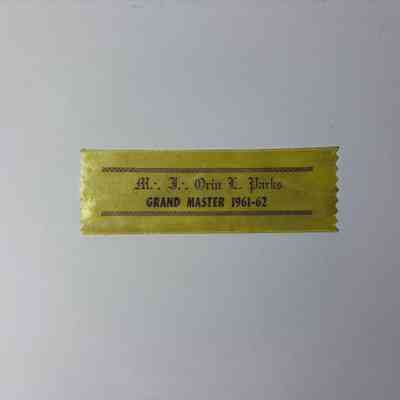 M∴ I∴ Orin L. Parks
GRAND MASTER 1961-62